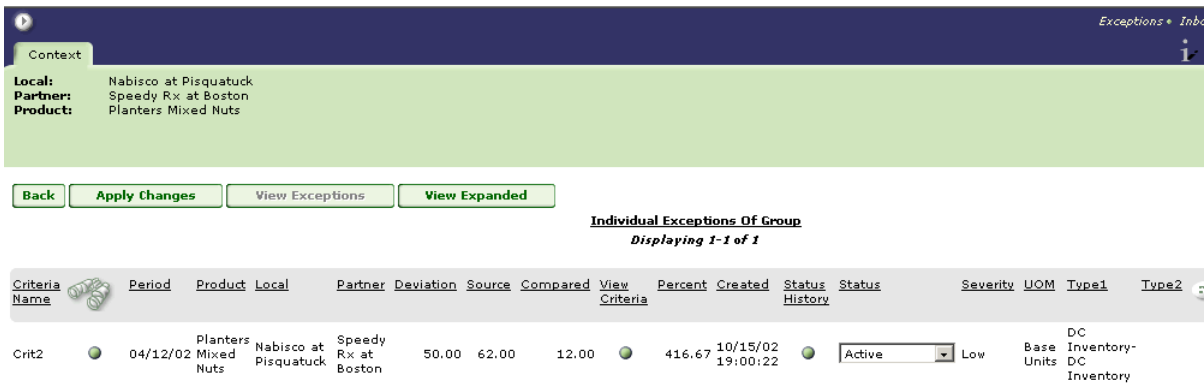 Exceptions • Inbo
Context
Local: Nabisco at Pisquatuck
Partner: Speedy Rx at Boston
Product: Planters Mixed Nuts
Back Apply Changes View Exceptions View Expanded
Individual Exceptions Of Group
Displaying 1-1 of 1
Criteria Name Period Product Local Partner Deviation Source Compared View Criteria Percent Created Status History Status Severity UOM Type1 Type2
Crit2 04/12/02 Planters Mixed Nuts Nabisco at Pisquatuck Speedy Rx at Boston 50.00 62.00 12.00 416.67 10/15/02 19:00:22 Active Low Base Units DC Inventory-DC Inventory